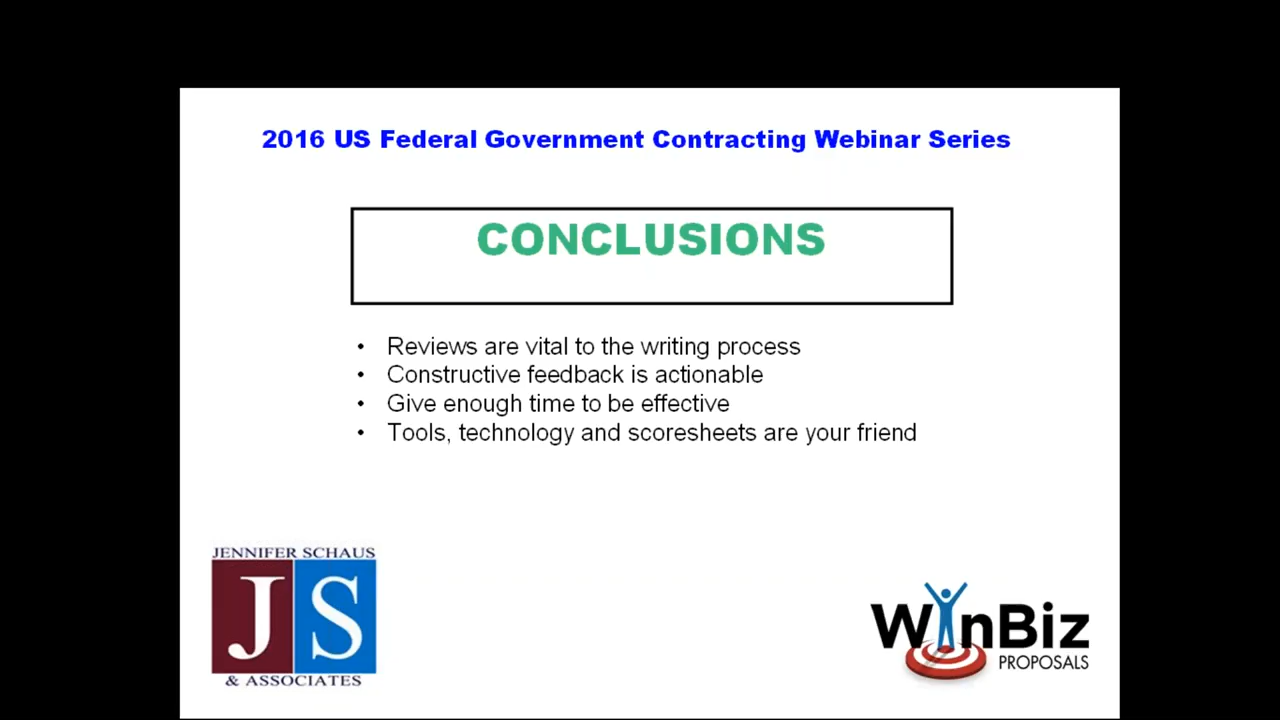 2016 US Federal Government Contracting Webinar Series
CONCLUSIONS
• Reviews are vital to the writing process
• Constructive feedback is actionable
• Give enough time to be effective
• Tools, technology and scoresheets are your friend
JENNIFER SCHAUS
JS
& ASSOCIATES
WinBiz
PROPOSALS